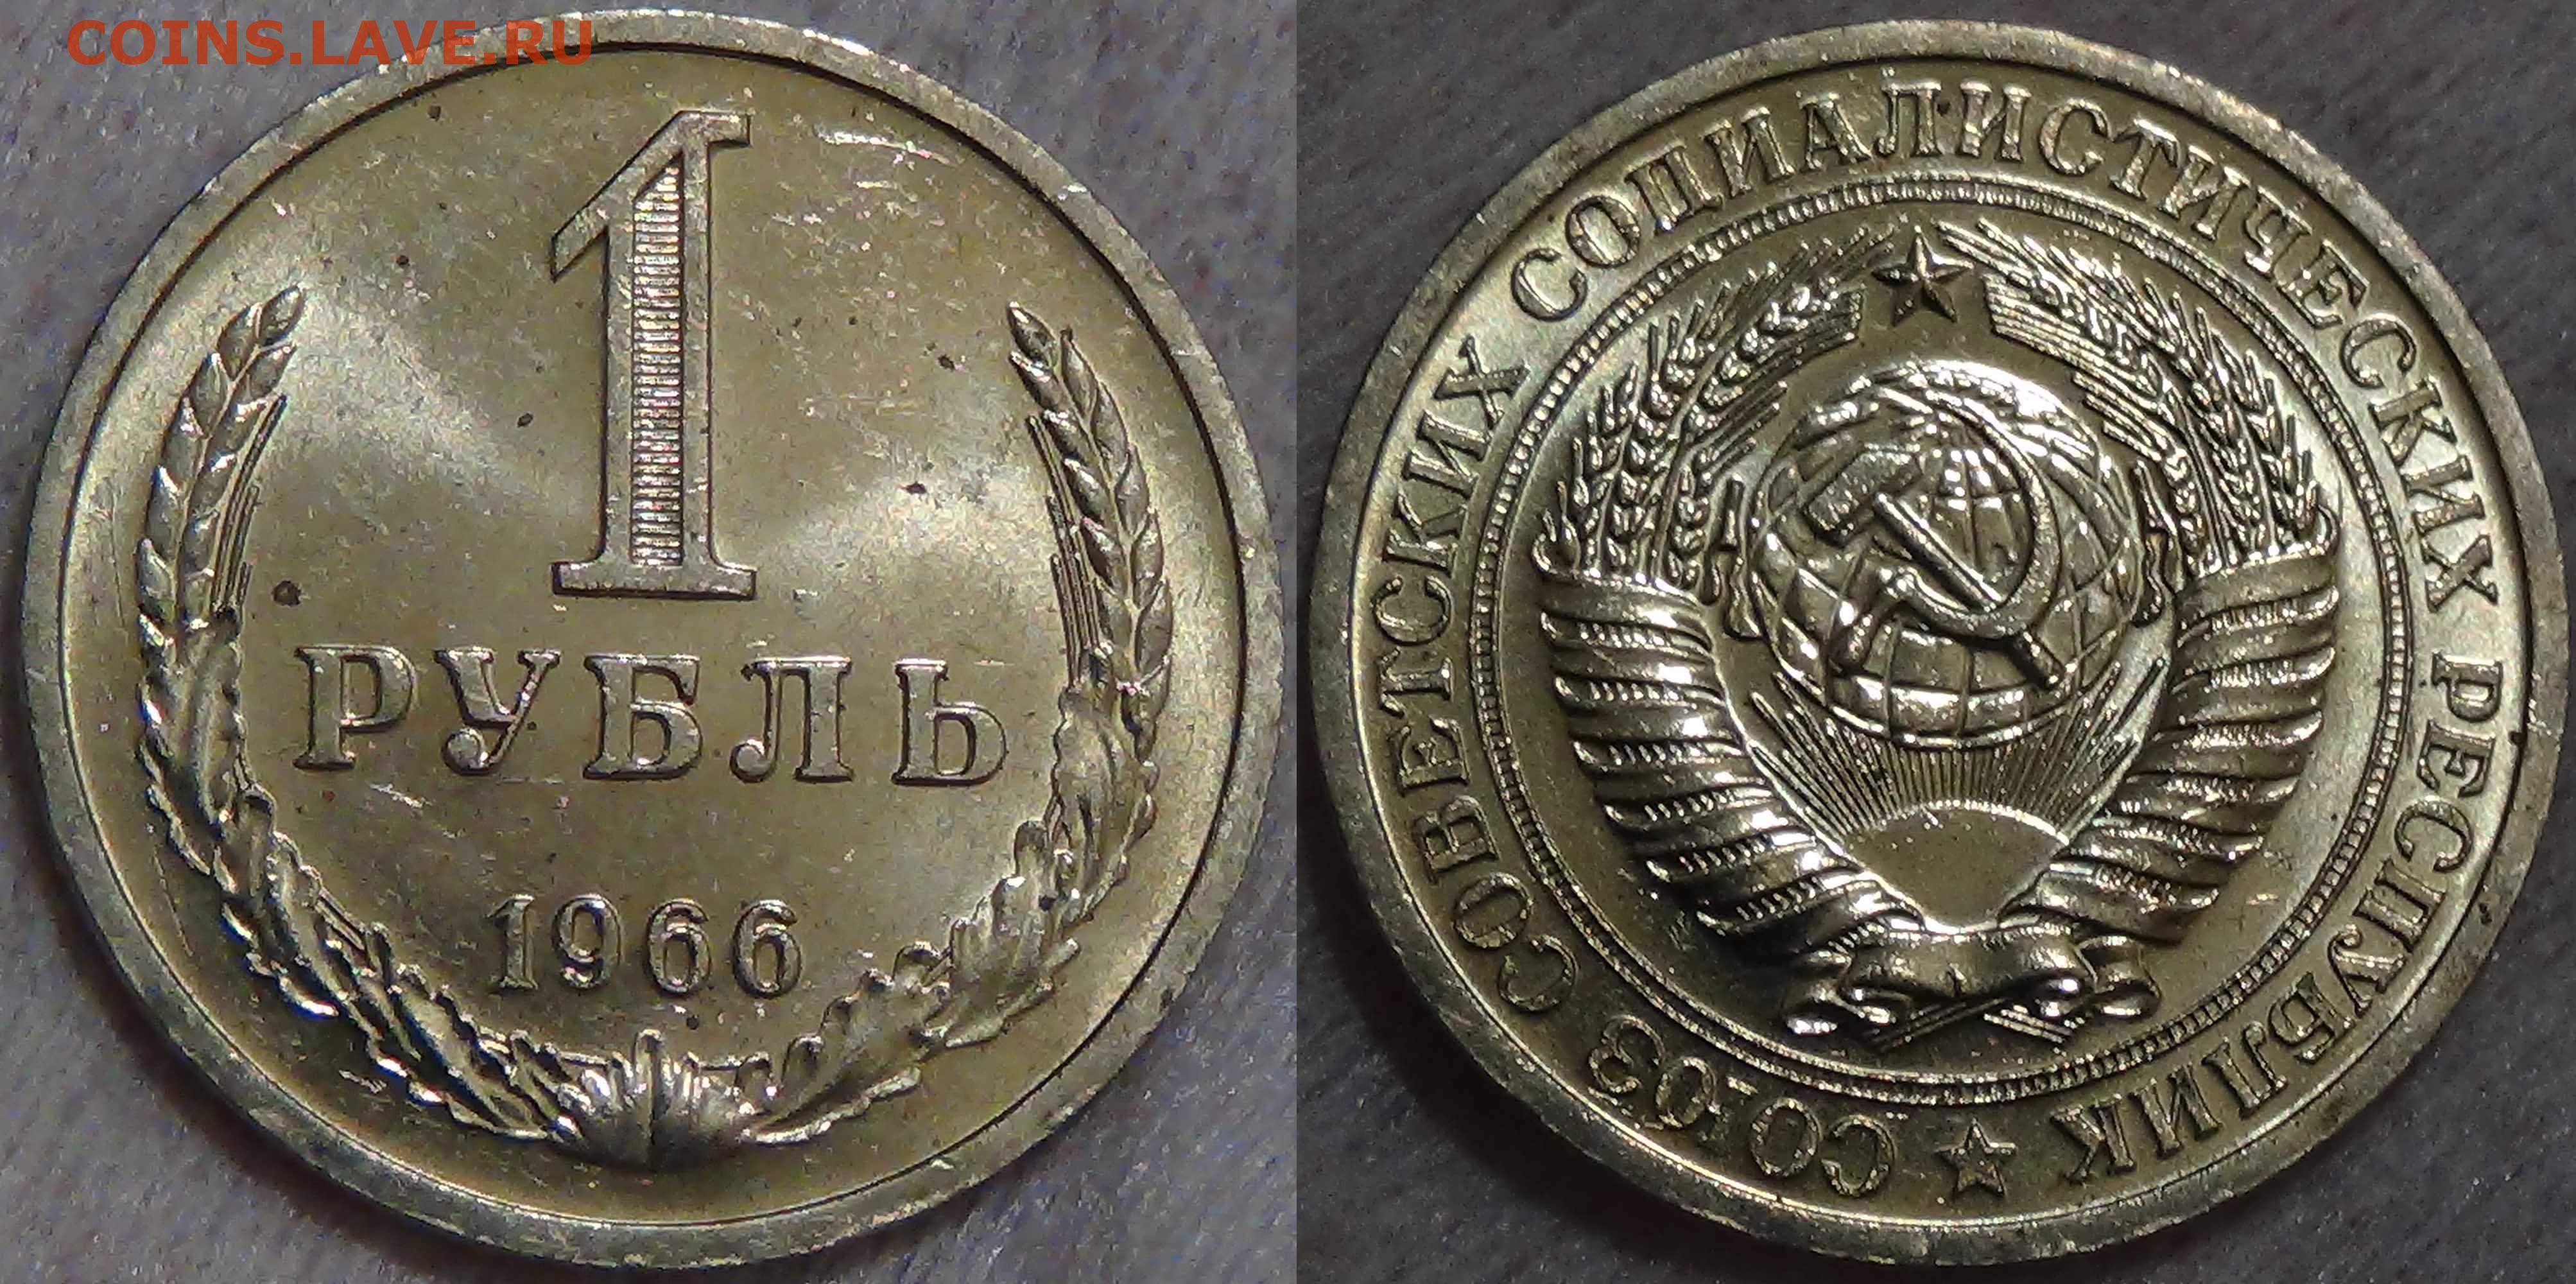 COINS.LAVE.RU
1
РУБЛЬ
1966
СОЮЗ СОВЕТСКИХ СОЦИАЛИСТИЧЕСКИХ РЕСПУБЛИК